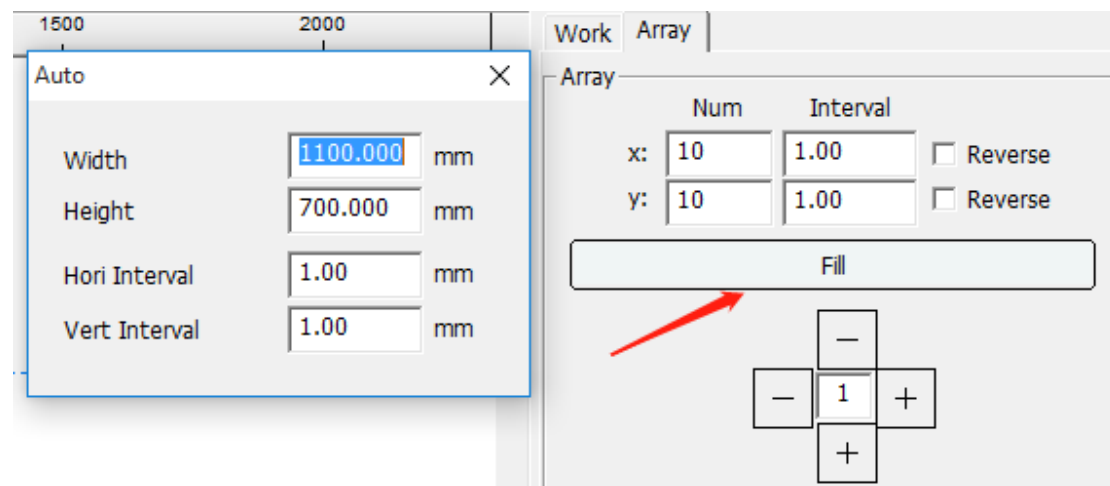 1500 2000
Auto
Width 1100.000 mm
Height 700.000 mm
Hori Interval 1.00 mm
Vert Interval 1.00 mm
Work Array
Array
Num Interval
x: 10 1.00 Reverse
y: 10 1.00 Reverse
Fill
−
− 1 +
+